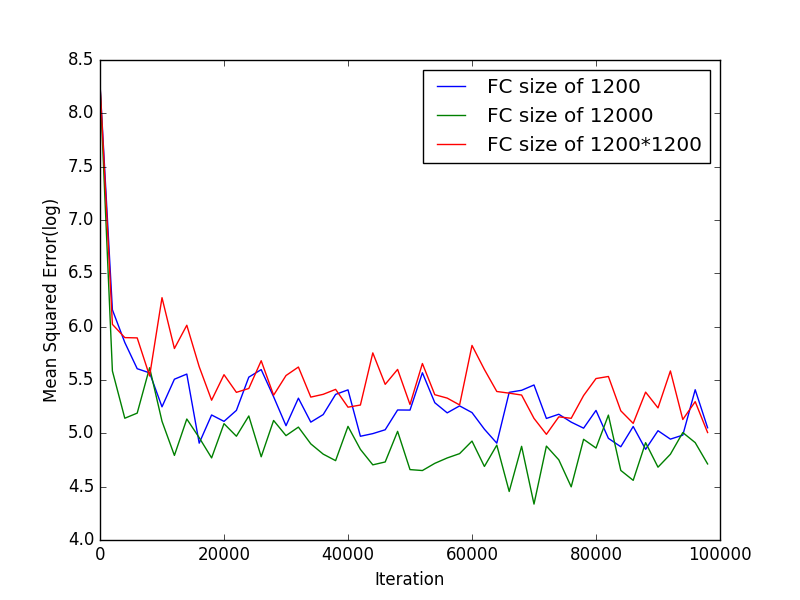 8.5
8.0
7.5
7.0
6.5
6.0
5.5
5.0
4.5
4.0
Mean Squared Error(log)
FC size of 1200
FC size of 12000
FC size of 1200*1200
0 20000 40000 60000 80000 100000
Iteration